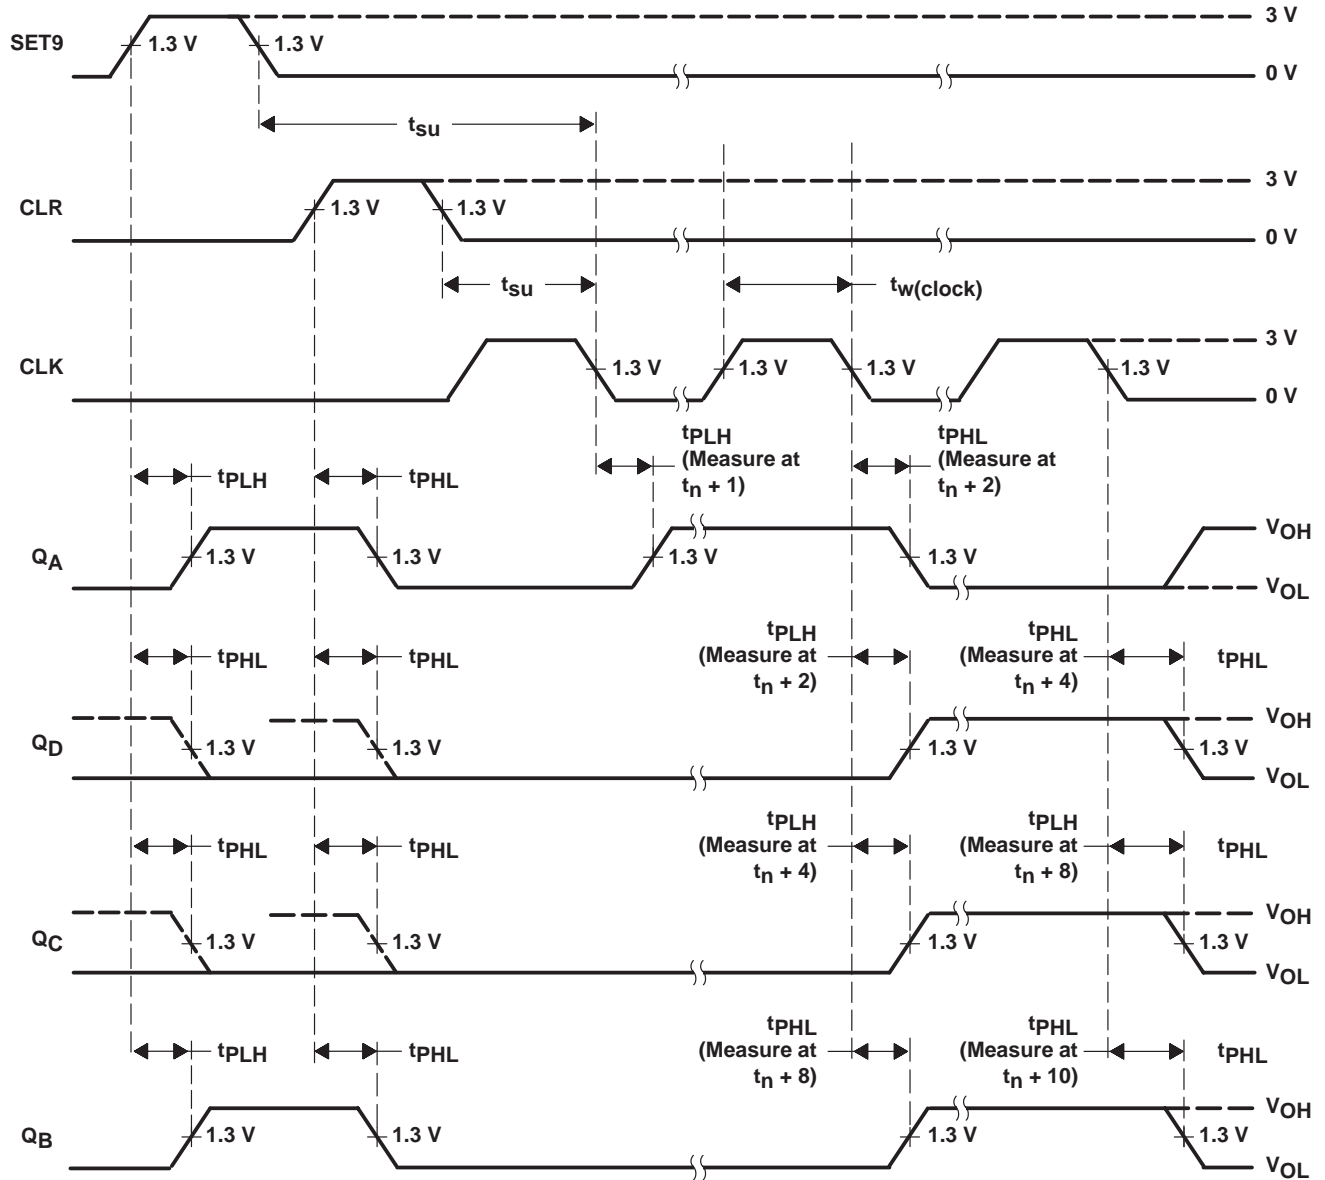 3 V
SET9
1.3 V
1.3 V
0 V
tsu
3 V
CLR
1.3 V
1.3 V
0 V
tsu
tw(clock)
3 V
CLK
1.3 V
1.3 V
1.3 V
1.3 V
0 V
tPLH
tPHL
tPLH
(Measure at
tn + 1)
tPHL
(Measure at
tn + 2)
VOH
QA
1.3 V
1.3 V
1.3 V
1.3 V
VOL
tPHL
tPHL
tPLH
(Measure at
tn + 2)
tPHL
(Measure at
tn + 4)
tPHL
VOH
QD
1.3 V
1.3 V
1.3 V
1.3 V
VOL
tPHL
tPHL
tPLH
(Measure at
tn + 4)
tPLH
(Measure at
tn + 8)
tPHL
VOH
QC
1.3 V
1.3 V
1.3 V
1.3 V
VOL
tPLH
tPHL
tPHL
(Measure at
tn + 8)
tPHL
(Measure at
tn + 10)
tPHL
VOH
QB
1.3 V
1.3 V
1.3 V
1.3 V
VOL